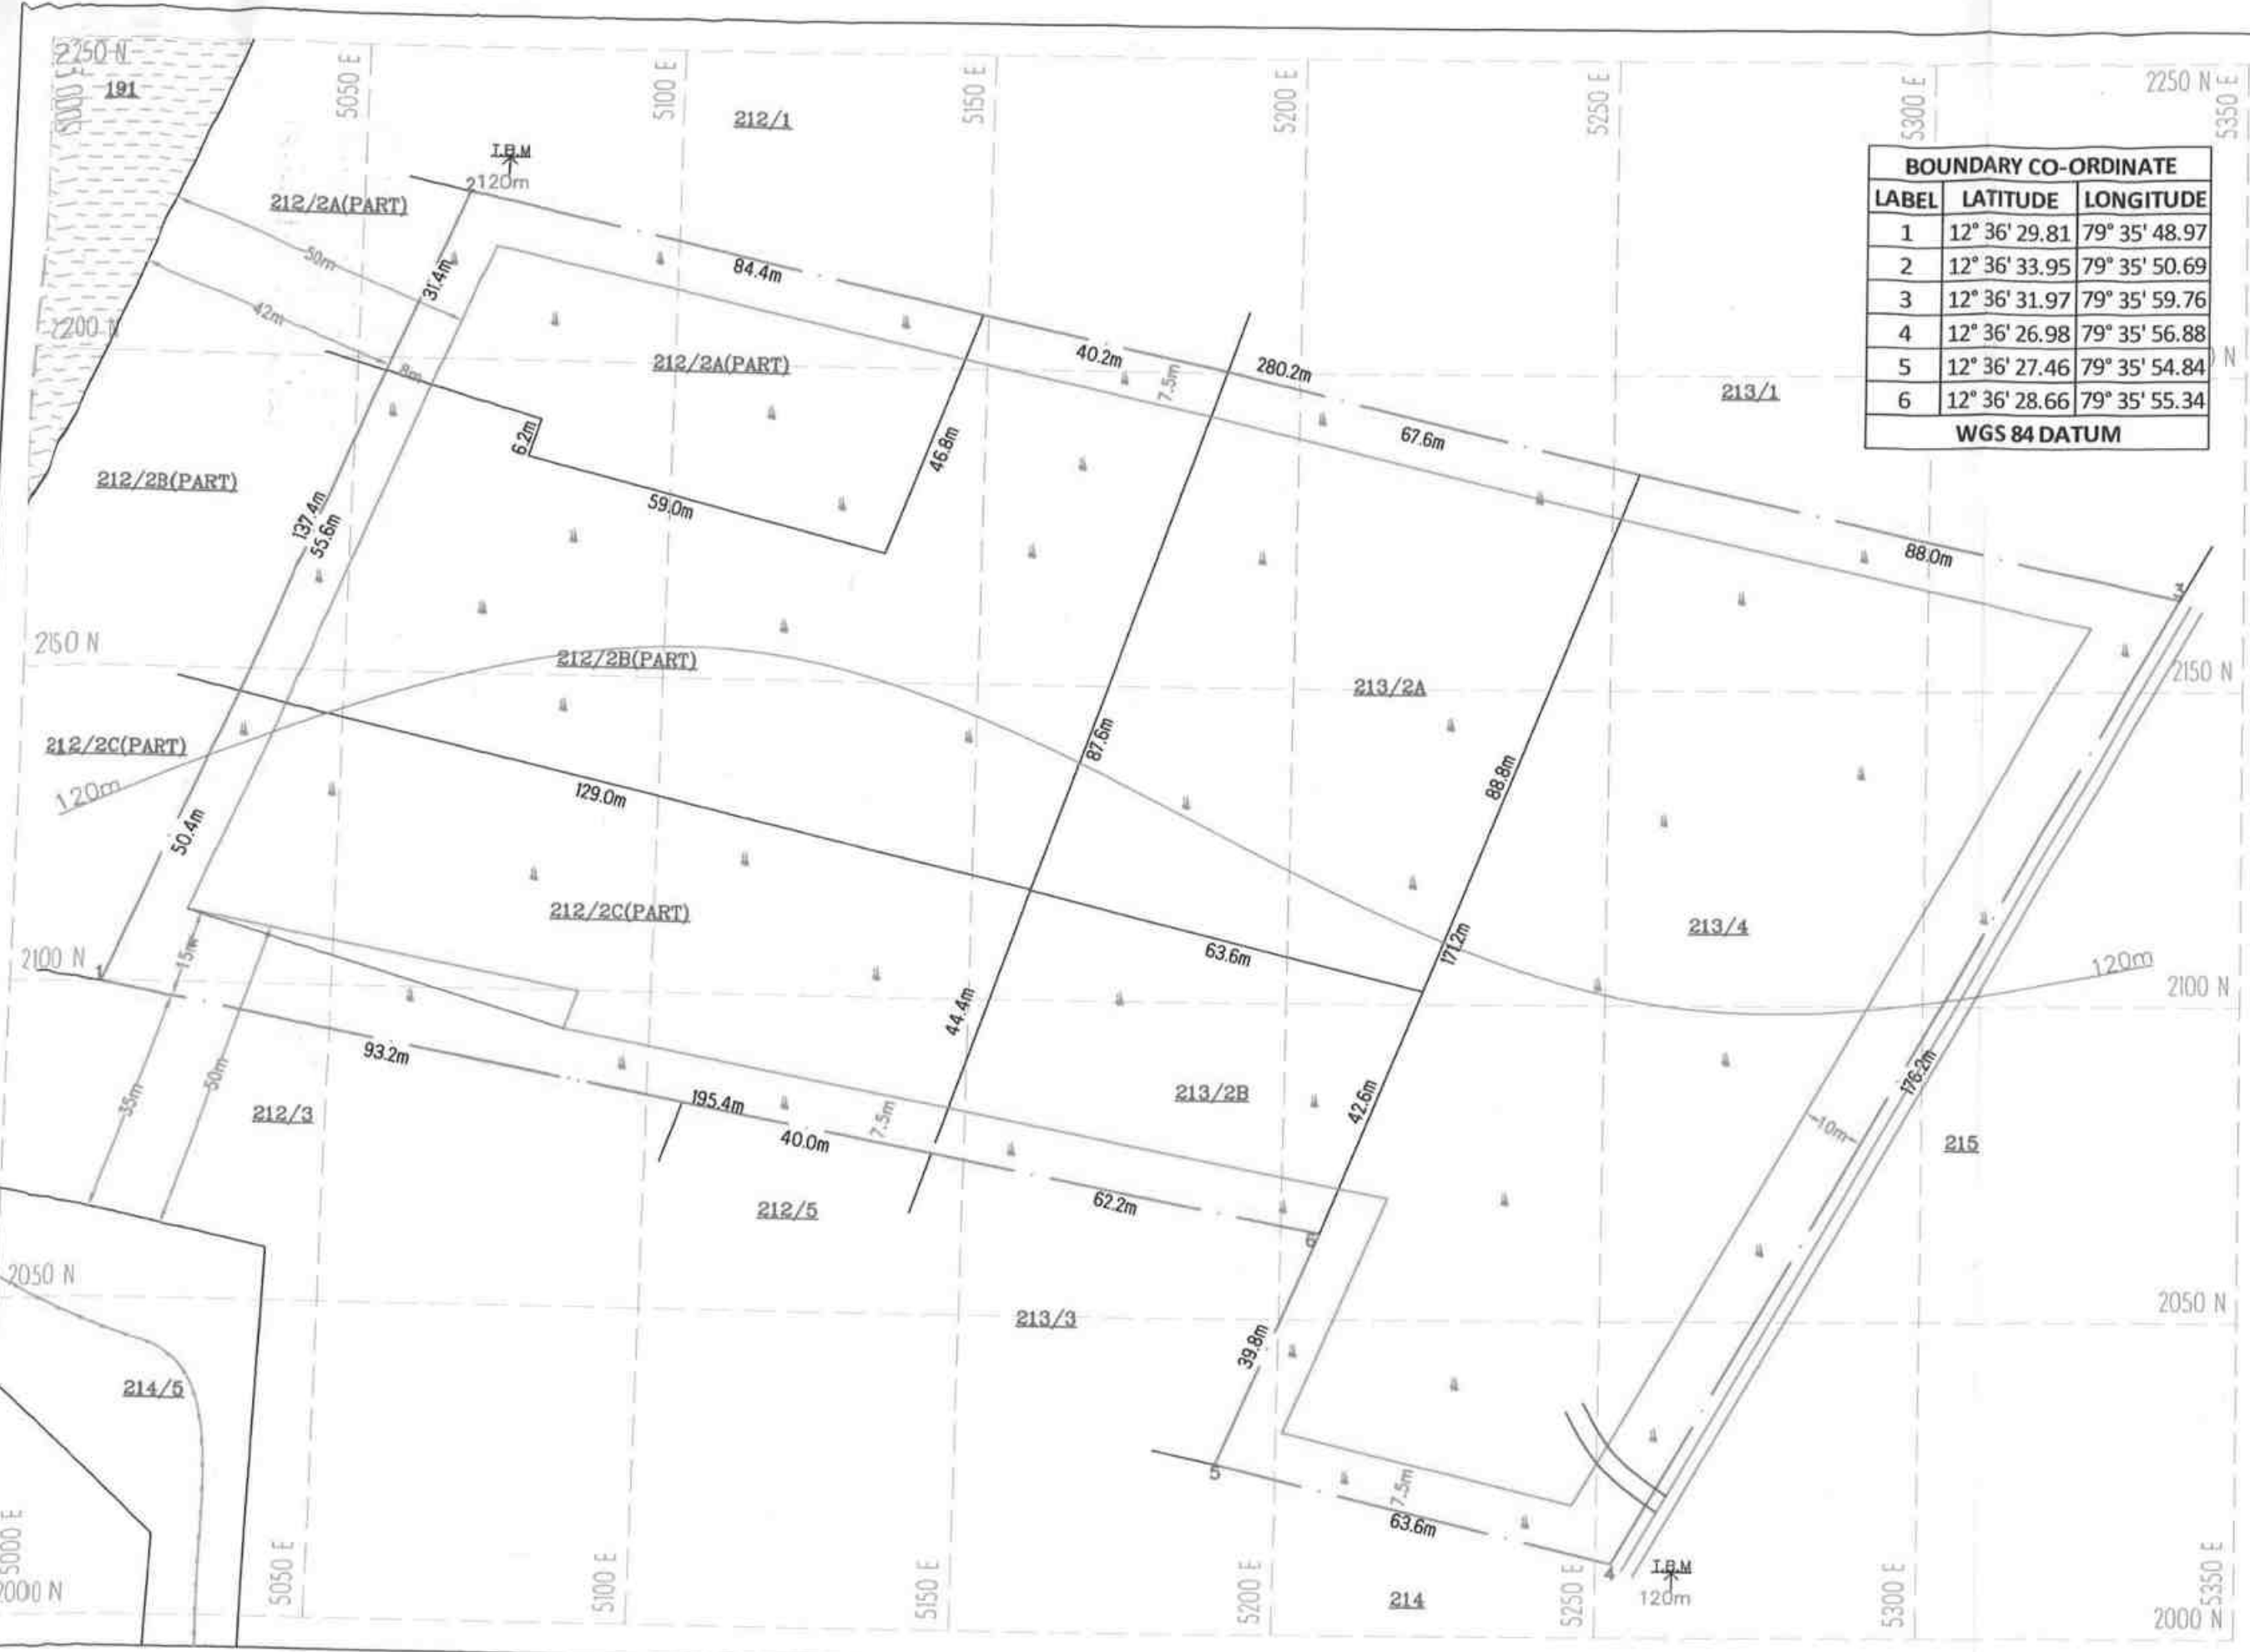 2250 N
5000 E
191
5050 E
5100 E
5150 E
5200 E
5250 E
5300 E
2250 N
5350 E
212/1
T.B.M
120m
2
212/2A(PART)
BOUNDARY CO-ORDINATE
LABEL LATITUDE LONGITUDE
1 12° 36' 29.81 79° 35' 48.97
2 12° 36' 33.95 79° 35' 50.69
3 12° 36' 31.97 79° 35' 59.76
4 12° 36' 26.98 79° 35' 56.88
5 12° 36' 27.46 79° 35' 54.84
6 12° 36' 28.66 79° 35' 55.34
WGS 84 DATUM
50m
31.4m
84.4m
42m
2200 N
8m
212/2A(PART)
40.2m
7.5m
280.2m
213/1
N
6.2m
46.8m
67.6m
212/2B(PART)
137.4m
55.6m
59.0m
88.0m
3
2150 N
212/2B(PART)
213/2A
2150 N
212/2C(PART)
120m
87.6m
88.8m
129.0m
50.4m
212/2C(PART)
213/4
2100 N
1
15m
63.6m
171.2m
120m
2100 N
44.4m
93.2m
35m
50m
212/3
195.4m
40.0m
7.5m
213/2B
42.6m
176.2m
10m
215
62.2m
212/5
6
2050 N
213/3
2050 N
39.8m
214/5
5
7.5m
63.6m
5000 E
2000 N
5050 E
5100 E
5150 E
5200 E
214
5250 E
4
T.B.M
120m
5300 E
2000 N
5350 E